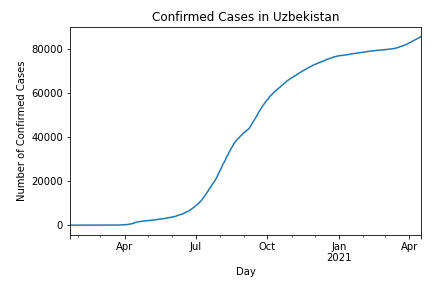 Confirmed Cases in Uzbekistan
Number of Confirmed Cases
80000
60000
40000
20000
0
Apr Jul Oct Jan Apr
2021
Day